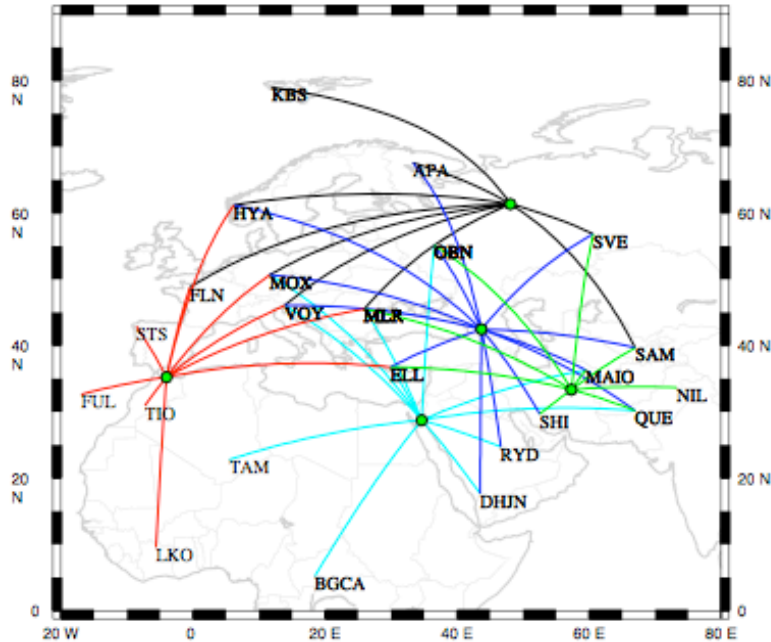 80
N
80
N
KBS
APA
60
N
HYA
60
N
SVE
OBN
MOX
FLN
VOY
MLR
STS
40
N
SAM
40
N
ELL
MAIO
FUL
TIO
NIL
SHI
QUE
RYD
TAM
20
N
20
N
DHJN
LKO
BGCA
0
0
20 W
0
20 E
40 E
60 E
80 E